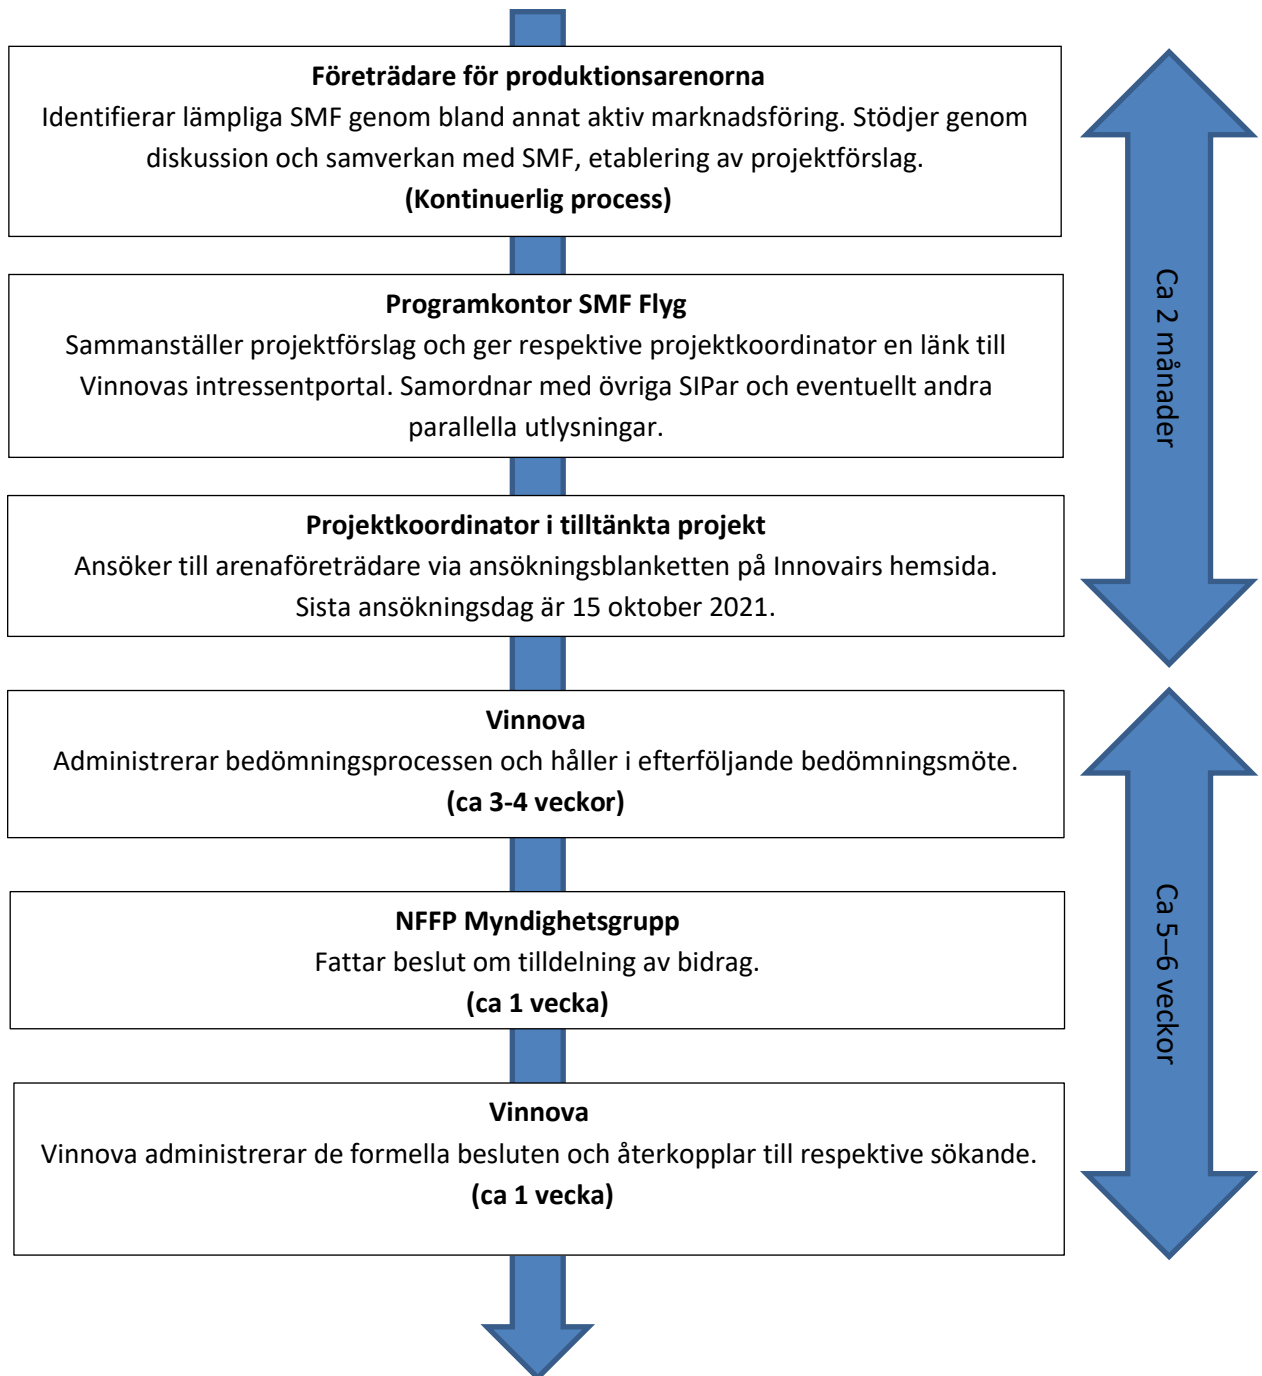 Företrädare för produktionsarenorna
Identifierar lämpliga SMF genom bland annat aktiv marknadsföring. Stödjer genom
diskussion och samverkan med SMF, etablering av projektförslag.
(Kontinuerlig process)
Programkontor SMF Flyg
Sammanställer projektförslag och ger respektive projektkoordinator en länk till
Vinnovas intressentportal. Samordnar med övriga SIPar och eventuellt andra
parallella utlysningar.
Projektkoordinator i tilltänkta projekt
Ansöker till arenaföreträdare via ansökningsblanketten på Innovairs hemsida.
Sista ansökningsdag är 15 oktober 2021.
Ca 2 månader
Vinnova
Administrerar bedömningsprocessen och håller i efterföljande bedömningsmöte.
(ca 3-4 veckor)
NFFP Myndighetsgrupp
Fattar beslut om tilldelning av bidrag.
(ca 1 vecka)
Vinnova
Vinnova administrerar de formella besluten och återkopplar till respektive sökande.
(ca 1 vecka)
Ca 5–6 veckor